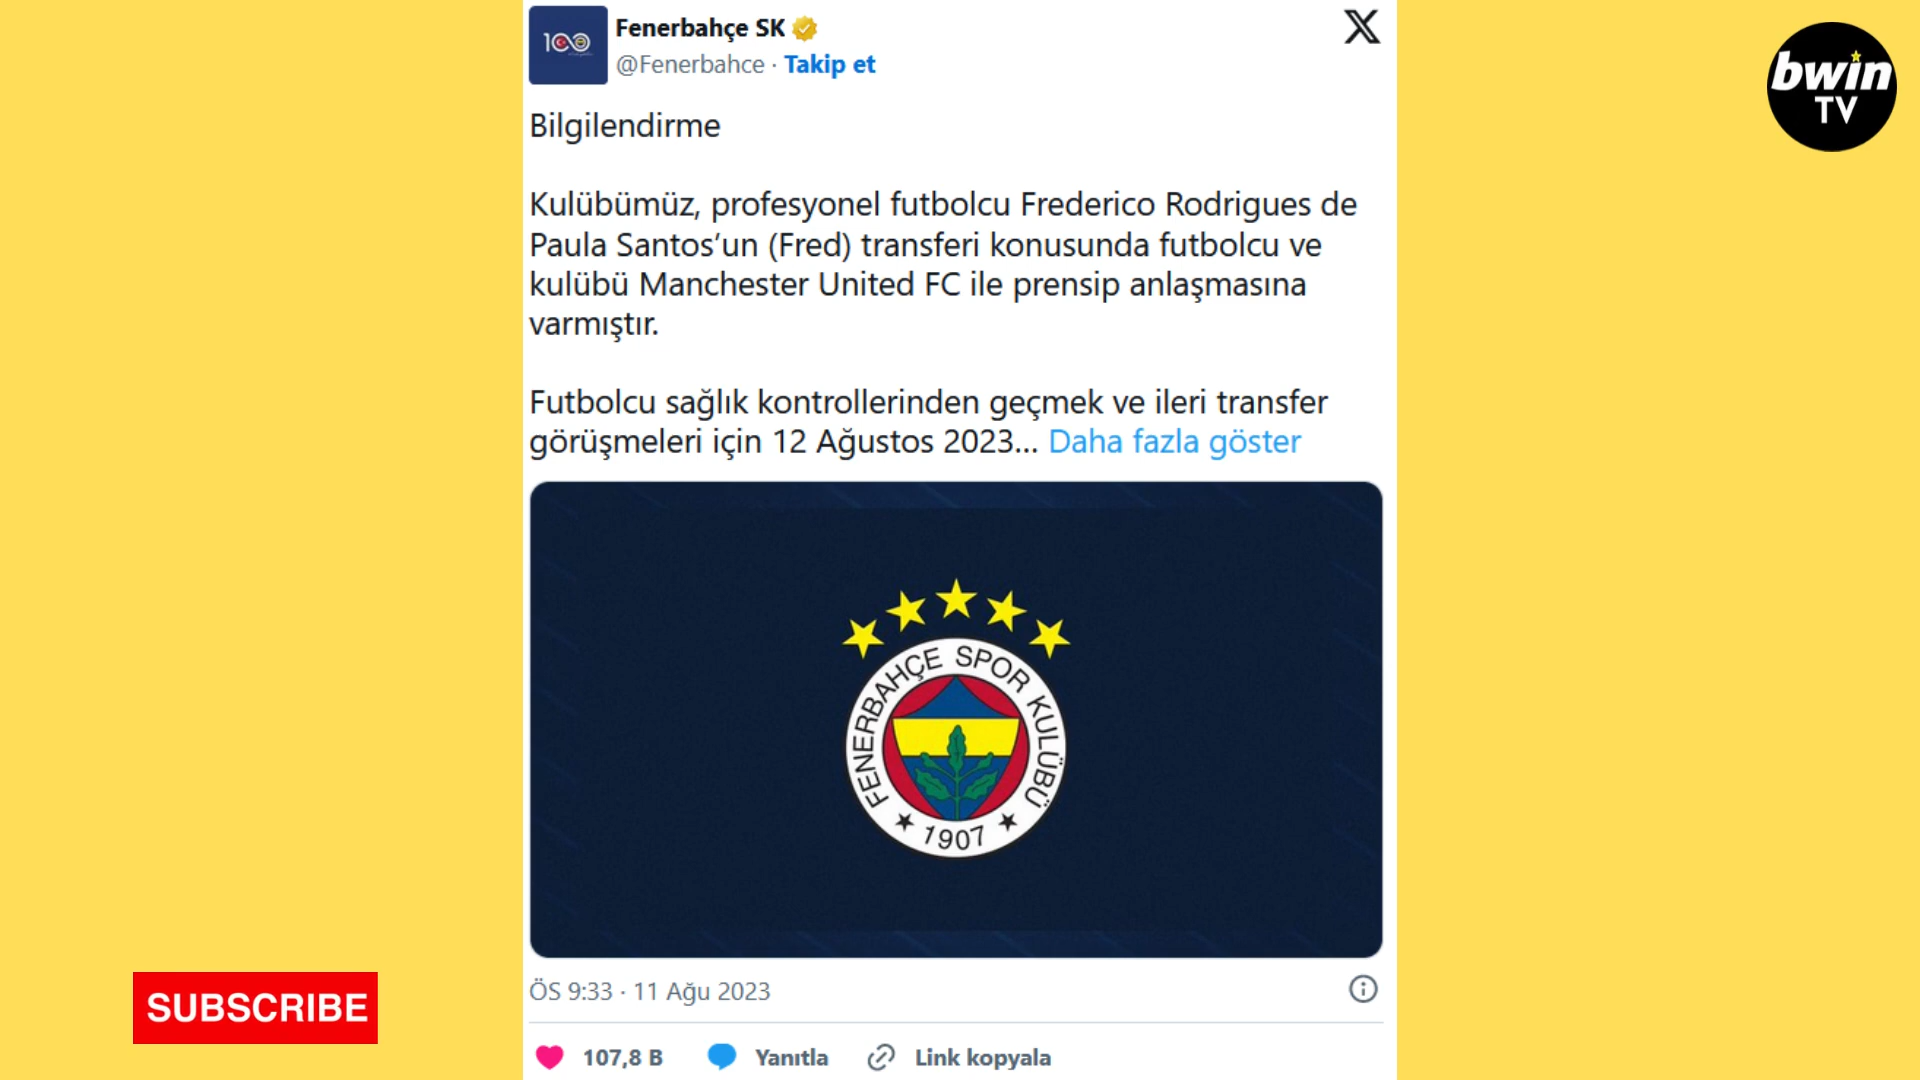 Fenerbahçe SK
@Fenerbahce · Takip et
Bilgilendirme
Kulübümüz, profesyonel futbolcu Frederico Rodrigues de
Paula Santos’un (Fred) transferi konusunda futbolcu ve
kulübü Manchester United FC ile prensip anlaşmasına
varmıştır.
Futbolcu sağlık kontrollerinden geçmek ve ileri transfer
görüşmeleri için 12 Ağustos 2023... Daha fazla göster
FENERBAHÇE SPOR KULÜBÜ
1907
ÖS 9:33 · 11 Ağu 2023
107,8 B Yanıtla Link kopyala
SUBSCRIBE
bwin
TV
100